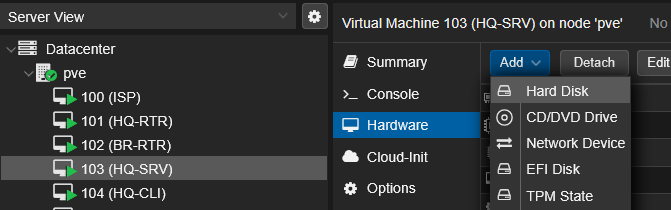 Server View
Datacenter
pve
100 (ISP)
101 (HQ-RTR)
102 (BR-RTR)
103 (HQ-SRV)
104 (HQ-CLI)
Virtual Machine 103 (HQ-SRV) on node 'pve' No
Summary
Console
Hardware
Cloud-Init
Options
Add Detach Edit
Hard Disk
CD/DVD Drive
Network Device
EFI Disk
TPM State